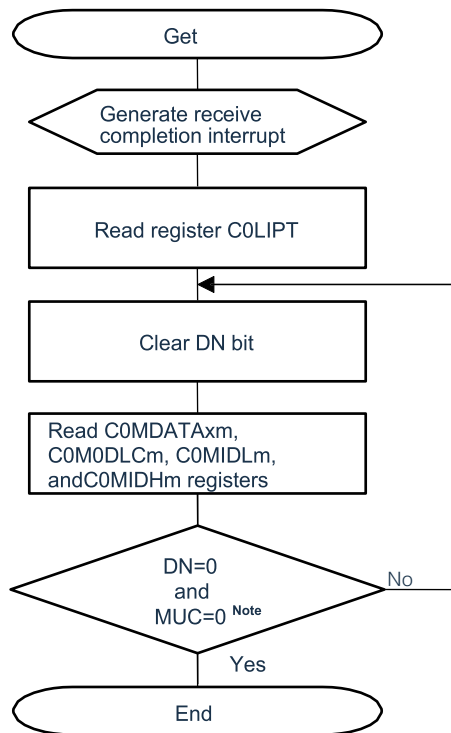 Get
Generate receive
completion interrupt
Read register C0LIPT
Clear DN bit
Read C0MDATAxm,
C0M0DLCm, C0MIDLm,
andC0MIDHm registers
DN=0
and
MUC=0 Note
No
Yes
End